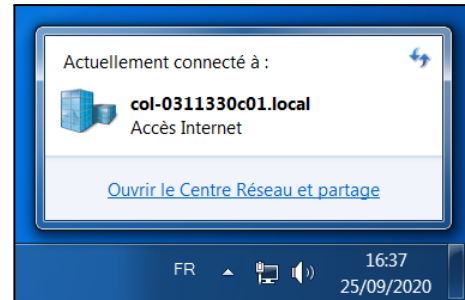 Actuellement connecté à :
col-0311330c01.local
Accès Internet
Ouvrir le Centre Réseau et partage
FR
16:37
25/09/2020